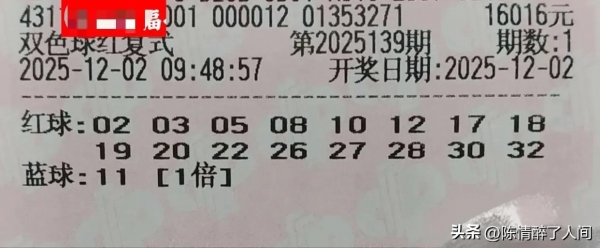 431 届 001 000012 01353271 16016元
双色球红复式 第2025139期 期数:1
2025-12-02 09:48:57 开奖日期:2025-12-02
红球:02 03 05 08 10 12 17 18
19 20 22 26 27 28 30 32
蓝球:11 [1倍]
头条 @陈情醉了人间